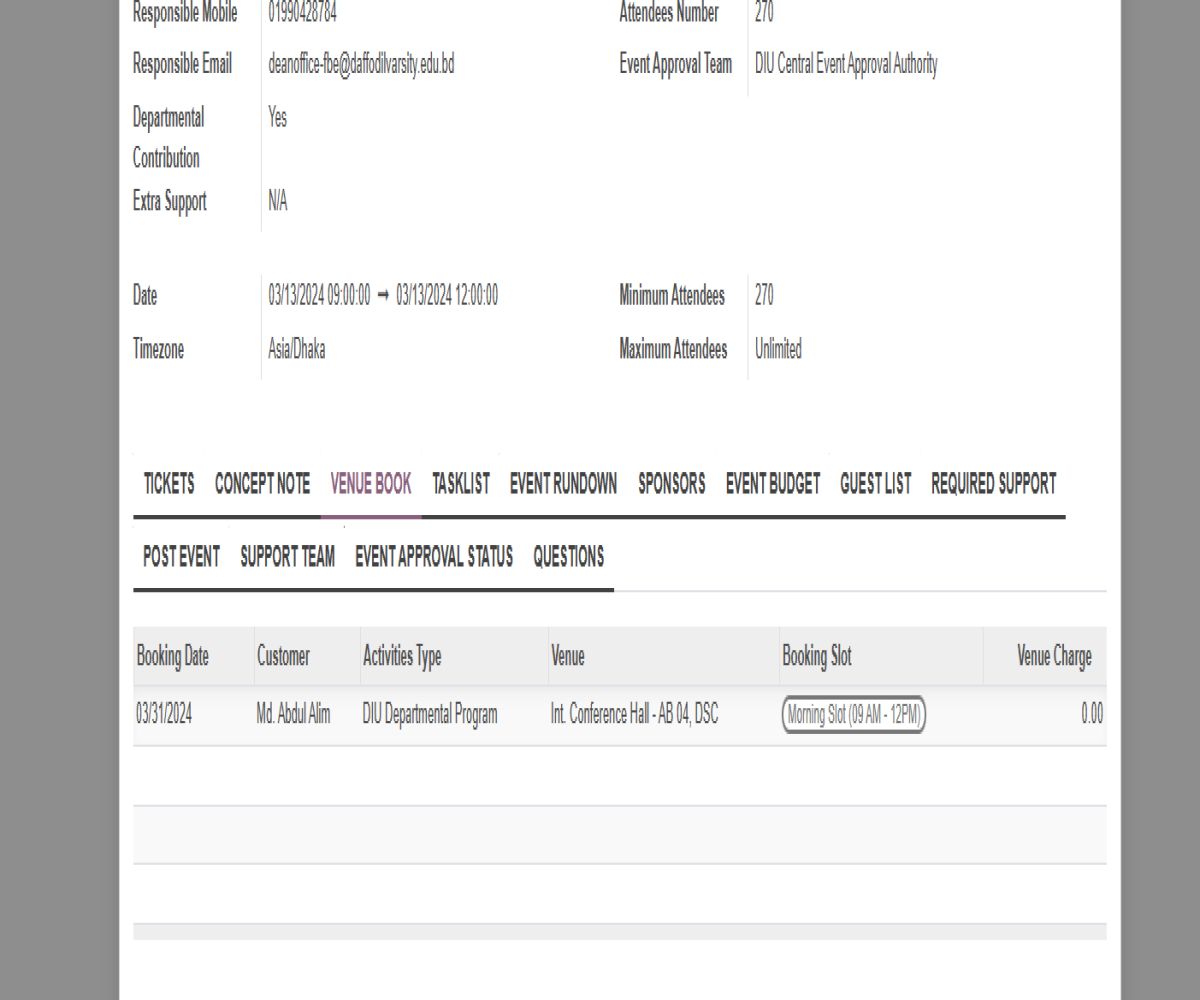 Responsible Mobile 01990428784 Attendees Number 270
Responsible Email deanoffice-fbe@daffodilvarsity.edu.bd Event Approval Team DIU Central Event Approval Authority
Departmental Yes
Contribution
Extra Support N/A
Date 03/13/2024 09:00:00 → 03/13/2024 12:00:00 Minimum Attendees 270
Timezone Asia/Dhaka Maximum Attendees Unlimited
TICKETS CONCEPT NOTE VENUE BOOK TASKLIST EVENT RUNDOWN SPONSORS EVENT BUDGET GUEST LIST REQUIRED SUPPORT
POST EVENT SUPPORT TEAM EVENT APPROVAL STATUS QUESTIONS
Booking Date Customer Activities Type Venue Booking Slot Venue Charge
03/31/2024 Md. Abdul Alim DIU Departmental Program Int. Conference Hall - AB 04, DSC Morning Slot (09 AM - 12PM) 0.00